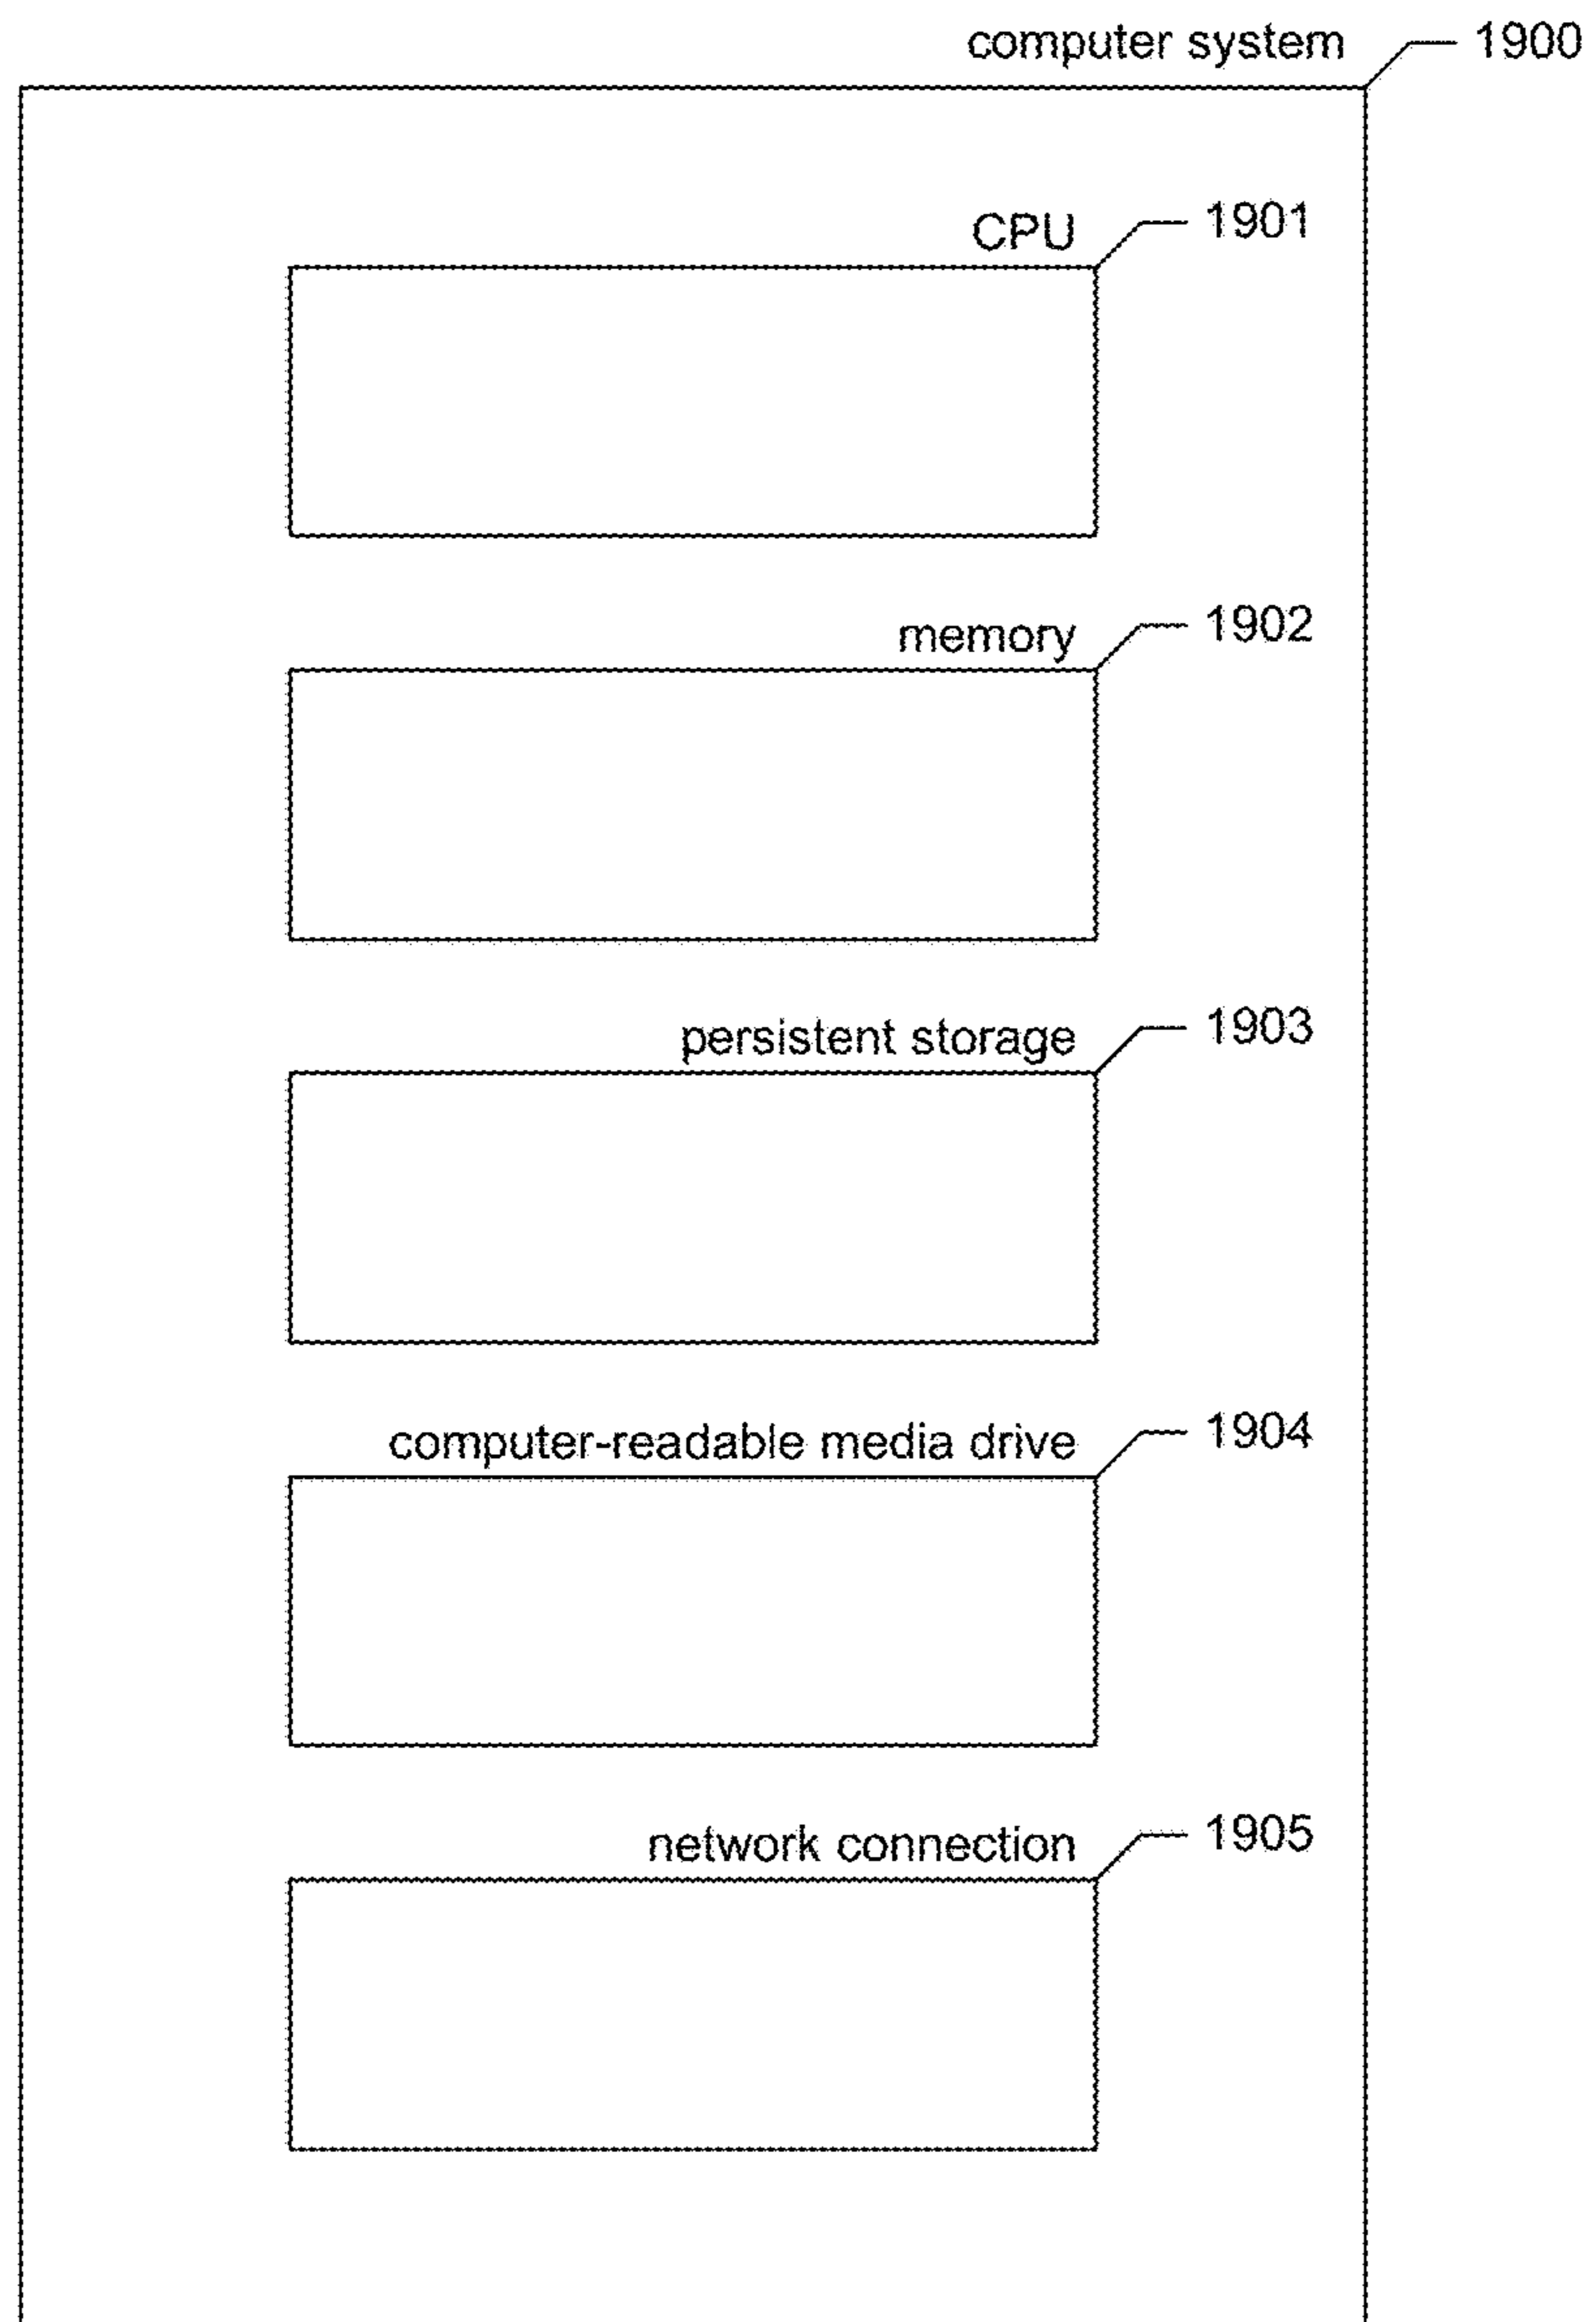 computer system 1900
CPU 1901
memory 1902
persistent storage 1903
computer-readable media drive 1904
network connection 1905